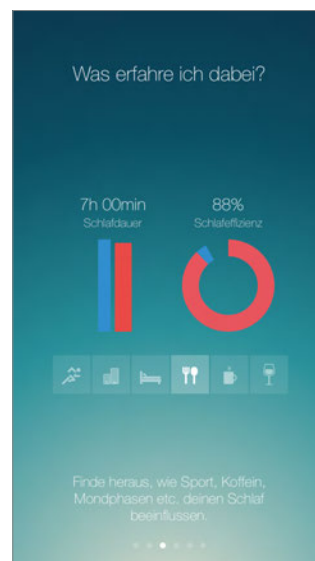 Was erfahre ich dabei?
7h 00min
Schlafdauer
88%
Schlafeffizienz
Finde heraus, wie Sport, Koffein,
Mondphasen etc. deinen Schlaf
beeinflussen.